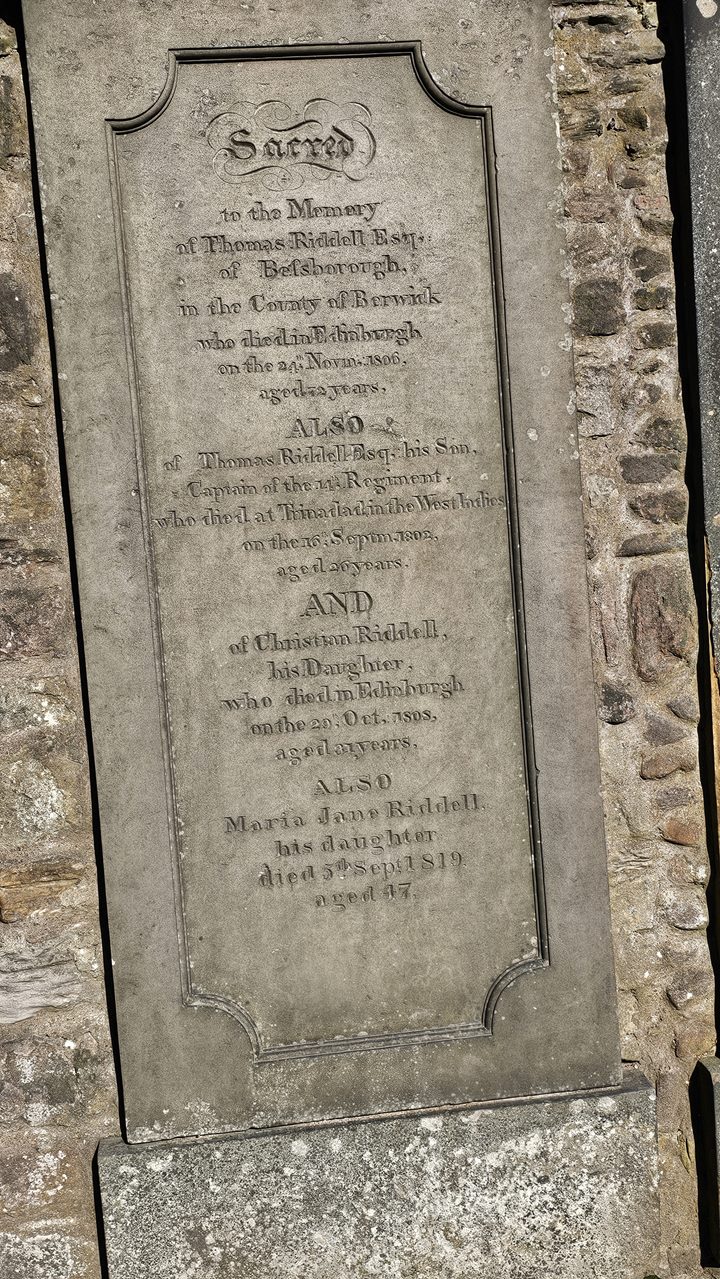 Sacred
to the Memory
of Thomas Riddell Esq.
of Beſsborough,
in the County of Berwick
who died in Edinburgh
on the 24th Novm. 1806,
aged 72 years.
ALSO
of Thomas Riddell Esq. his Son,
Captain of the 14th Regiment,
who died at Trinadad in the West Indies
on the 16th Septm. 1802,
aged 26 years.
AND
of Christian Riddell,
his Daughter,
who died in Edinburgh
on the 29th Oct. 1808,
aged 31 years.
ALSO
Maria Jane Riddell,
his daughter
died 5th Sept. 1819
aged 47.